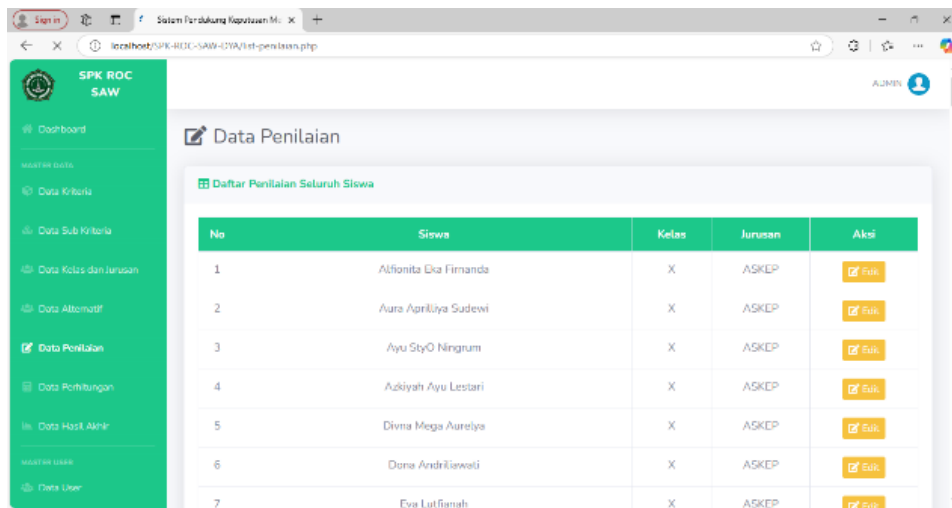 Sign in
Sistem Pendukung Keputusan M
localhost/SPK-ROC-SAW-DYA/list-penilaian.php
SPK ROC
SAW
ADMIN
Dashboard
Data Penilaian
MASTER DATA
Data Kriteria
Daftar Penilaian Seluruh Siswa
Data Sub Kriteria
No Siswa Kelas Jurusan Aksi
Data Kelas dan Jurusan
1 Alfionita Eka Firnanda X ASKEP Edit
Data Alternatif
2 Aura Aprilliya Sudewi X ASKEP Edit
Data Penilaian
3 Ayu StyO Ningrum X ASKEP Edit
Data Perhitungan
4 Azkiyah Ayu Lestari X ASKEP Edit
Data Hasil Akhir
5 Divna Mega Aurelya X ASKEP Edit
MASTER USER
6 Dona Andriliawati X ASKEP Edit
Data User
7 Eva Lutfianah X ASKEP Edit